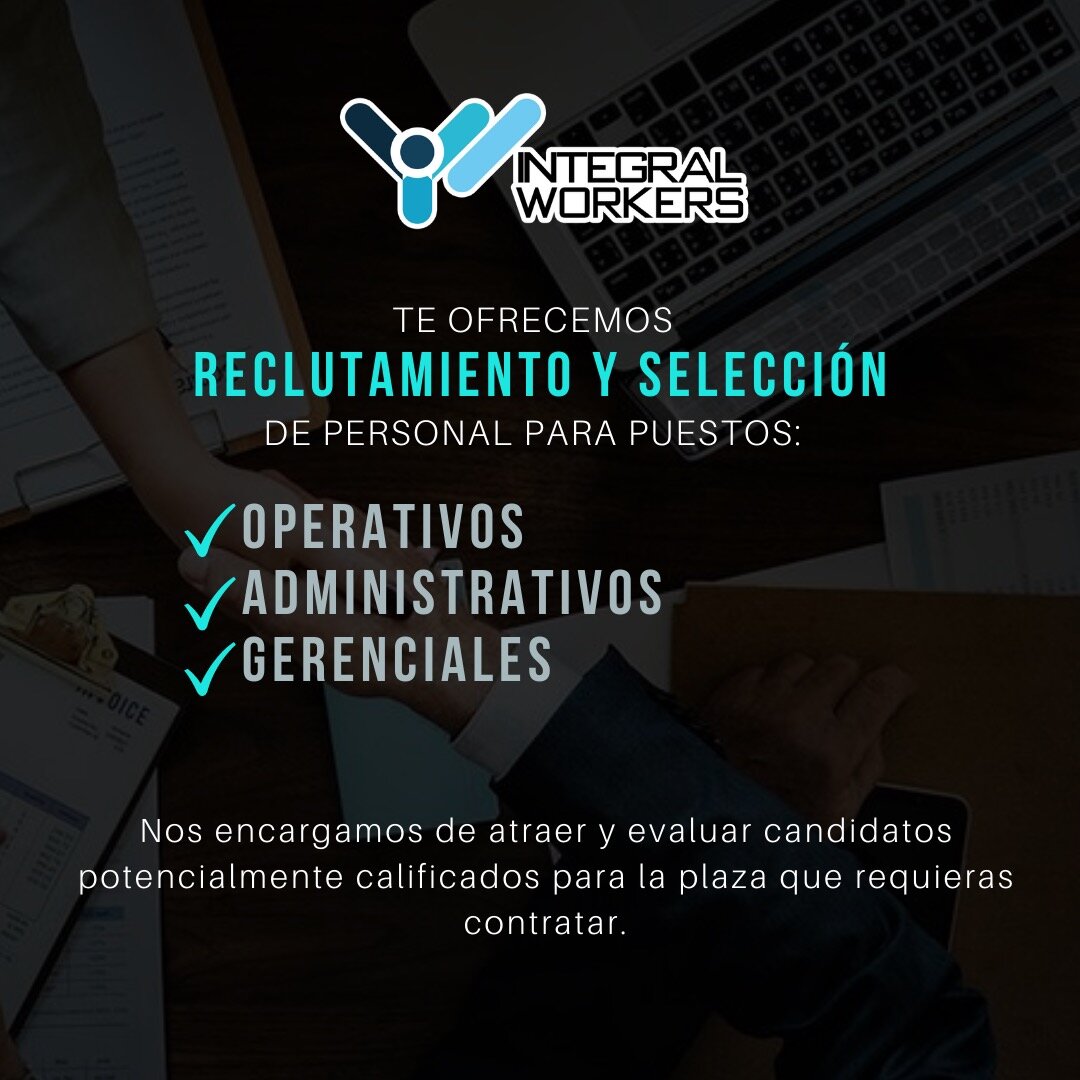 INTEGRAL
WORKERS
TE OFRECEMOS
RECLUTAMIENTO Y SELECCIÓN
DE PERSONAL PARA PUESTOS:
OPERATIVOS
ADMINISTRATIVOS
GERENCIALES
Nos encargamos de atraer y evaluar candidatos
potencialmente calificados para la plaza que requieras
contratar.